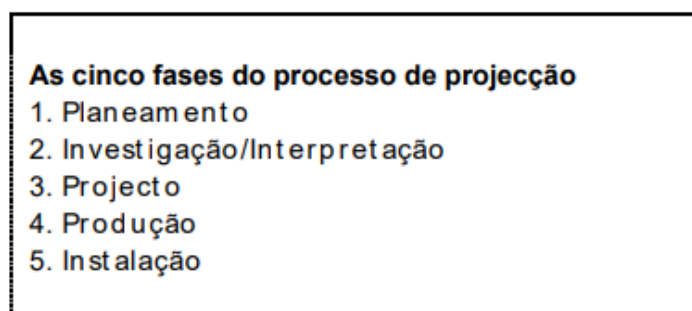 As cinco fases do processo de projecção
1. Planeamento
2. Investigação/Interpretação
3. Projecto
4. Produção
5. Instalação